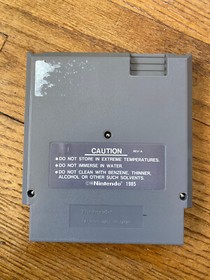 CAUTION
REV-A
■ DO NOT STORE IN EXTREME TEMPERATURES.
■ DO NOT IMMERSE IN WATER.
■ DO NOT CLEAN WITH BENZENE, THINNER,
ALCOHOL OR OTHER SUCH SOLVENTS.
©Nintendo® 1985